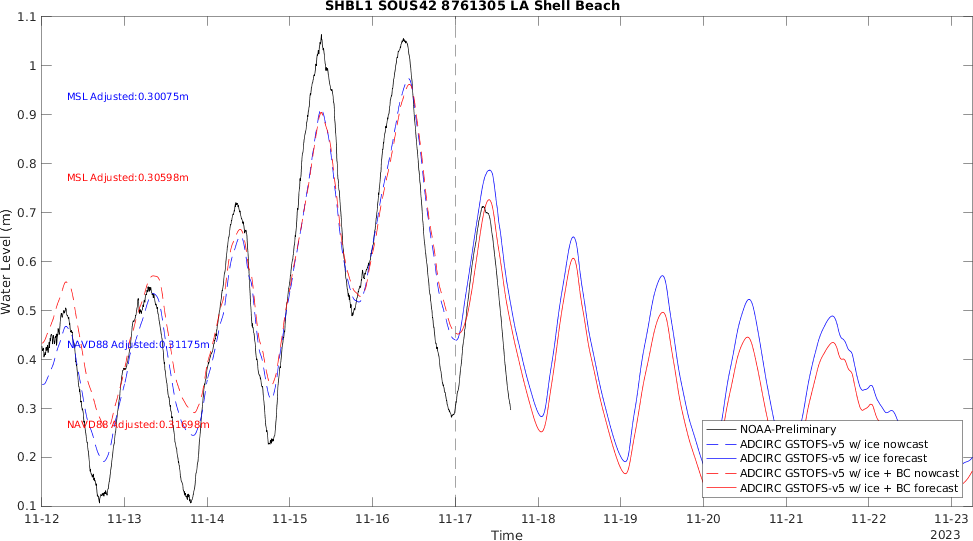 SHBL1 SOUS42 8761305 LA Shell Beach
1.1
1
0.9
0.8
0.7
0.6
0.5
0.4
0.3
0.2
0.1
Water Level (m)
MSL Adjusted:0.30075m
MSL Adjusted:0.30598m
NAVD88 Adjusted:0.31175m
NAVD88 Adjusted:0.31698m
NOAA-Preliminary
ADCIRC GSTOFS-v5 w/ ice nowcast
ADCIRC GSTOFS-v5 w/ ice forecast
ADCIRC GSTOFS-v5 w/ ice + BC nowcast
ADCIRC GSTOFS-v5 w/ ice + BC forecast
11-12 11-13 11-14 11-15 11-16 11-17 11-18 11-19 11-20 11-21 11-22 11-23
Time
2023